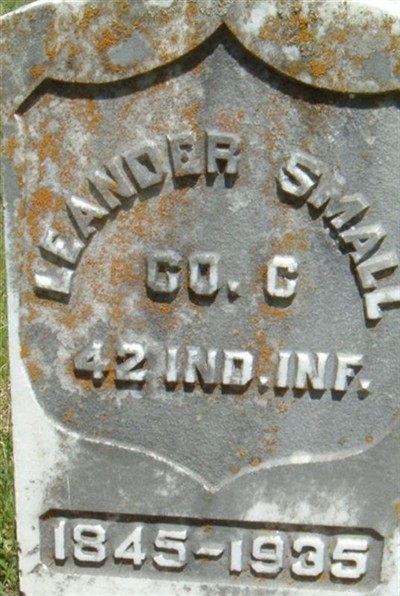 LEANDER SMALL
CO. C
42 IND. INF.
1845-1935